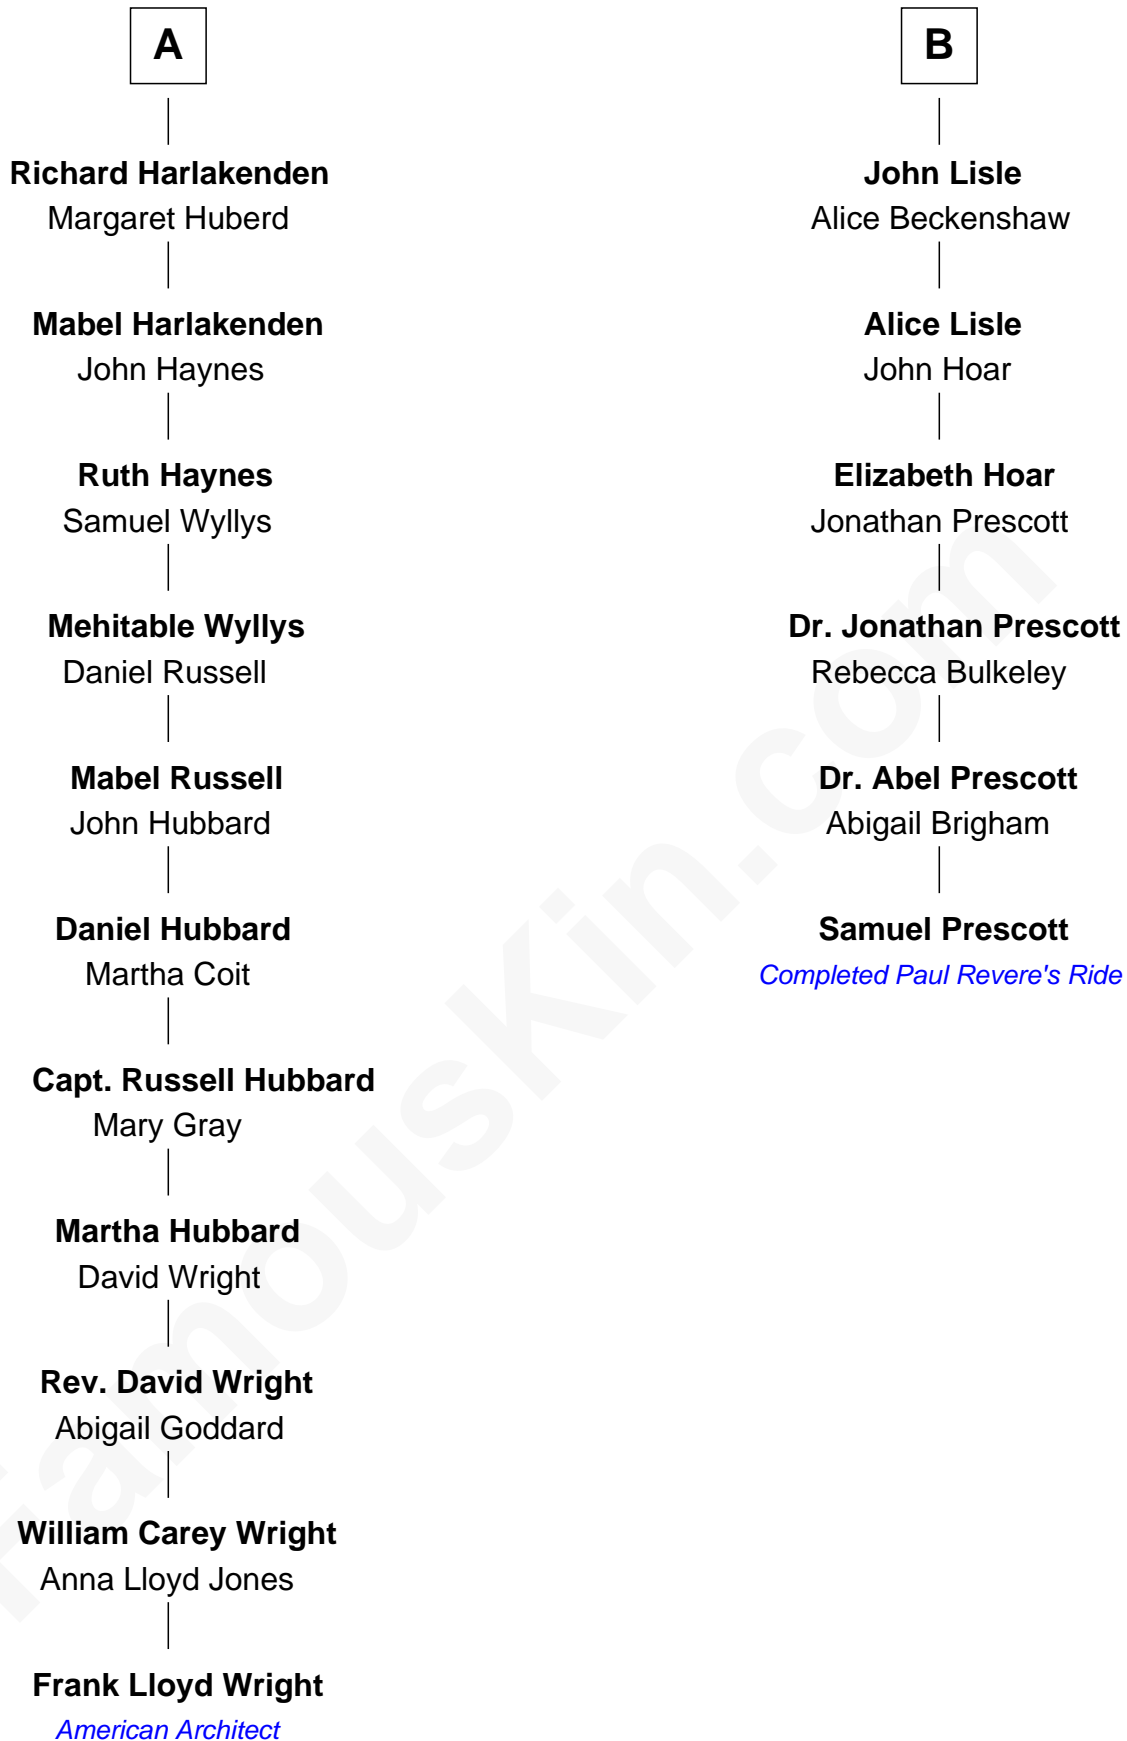 A
Richard Harlakenden
Margaret Huberd
Mabel Harlakenden
John Haynes
Ruth Haynes
Samuel Wyllys
Mehitable Wyllys
Daniel Russell
Mabel Russell
John Hubbard
Daniel Hubbard
Martha Coit
Capt. Russell Hubbard
Mary Gray
Martha Hubbard
David Wright
Rev. David Wright
Abigail Goddard
William Carey Wright
Anna Lloyd Jones
Frank Lloyd Wright
American Architect
B
John Lisle
Alice Beckenshaw
Alice Lisle
John Hoar
Elizabeth Hoar
Jonathan Prescott
Dr. Jonathan Prescott
Rebecca Bulkeley
Dr. Abel Prescott
Abigail Brigham
Samuel Prescott
Completed Paul Revere's Ride
FamousKin.com